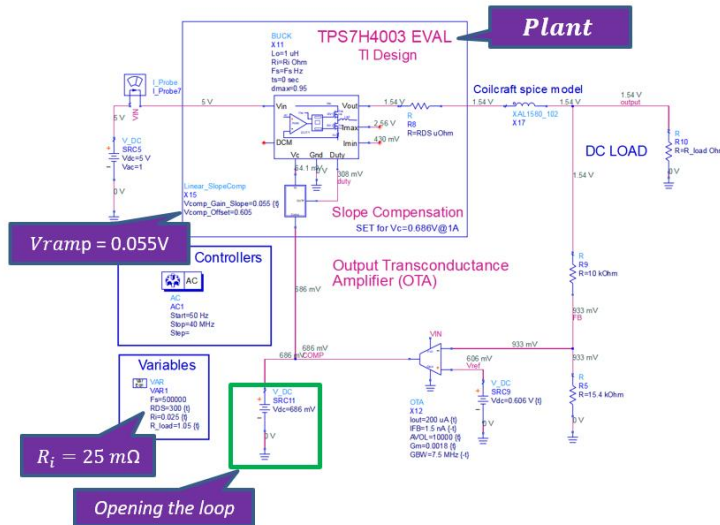 Plant
TPS7H4003 EVAL
TI Design
BUCK
X11
Lo=1 uH
Ri=Ri Ohm
Fs=Fs Hz
ts=0 sec
dmax=0.95
I_Probe
I_Probe7
VIN
5 V
5 V
Vin
Vout
1.54 V
R
R8
R=RDS uOhm
1.54 V
Coilcraft spice model
1.54 V
XAL1580_102
X17
1.54 V
output
1.54 V
R
R10
R=R_load Ohm
0 V
DC LOAD
V_DC
SRC5
Vdc=5 V
Vac=1
0 V
Imax
2.56 V
Imin
430 mV
DCM
Vc
Gnd
Duty
64.1 mV
0 V
308 mV
duty
Linear_SlopeComp
X15
Vcomp_Gain_Slope=0.055 {t}
Vcomp_Offset=0.605
Slope Compensation
SET for Vc=0.686V@1A
1.54 V
Vramp = 0.055V
Controllers
AC
AC
AC1
Start=50 Hz
Stop=40 MHz
Step=
Output Transconductance
Amplifier (OTA)
686 mV
R
R9
R=10 kOhm
933 mV
FB
VIN
933 mV
933 mV
686 mV
686 mV
COMP
606 mV
Vref
Variables
VAR
VAR1
Fs=500000
RDS=300 {t}
Ri=0.025 {t}
R_load=1.05 {t}
V_DC
SRC11
Vdc=686 mV
0 V
OTA
X12
Iout=200 uA {t}
IFB=1.5 nA {-t}
AVOL=10000 {t}
Gm=0.0018 {-t}
GBW=7.5 MHz {-t}
V_DC
SRC9
Vdc=0.606 V {t}
0 V
R
R5
R=15.4 kOhm
0 V
R𝑖 = 25 mΩ
Opening the loop